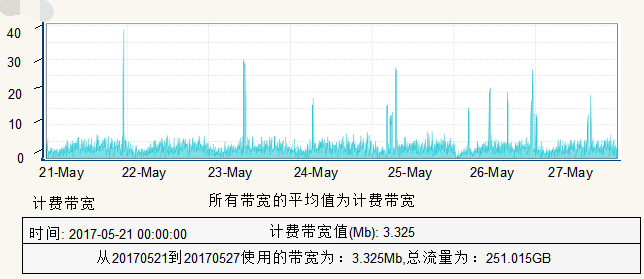 40
30
20
10
0
21-May 22-May 23-May 24-May 25-May 26-May 27-May
计费带宽 所有带宽的平均值为计费带宽
时间: 2017-05-21 00:00:00 计费带宽值(Mb): 3.325
从20170521到20170527使用的带宽为：3.325Mb,总流量为：251.015GB